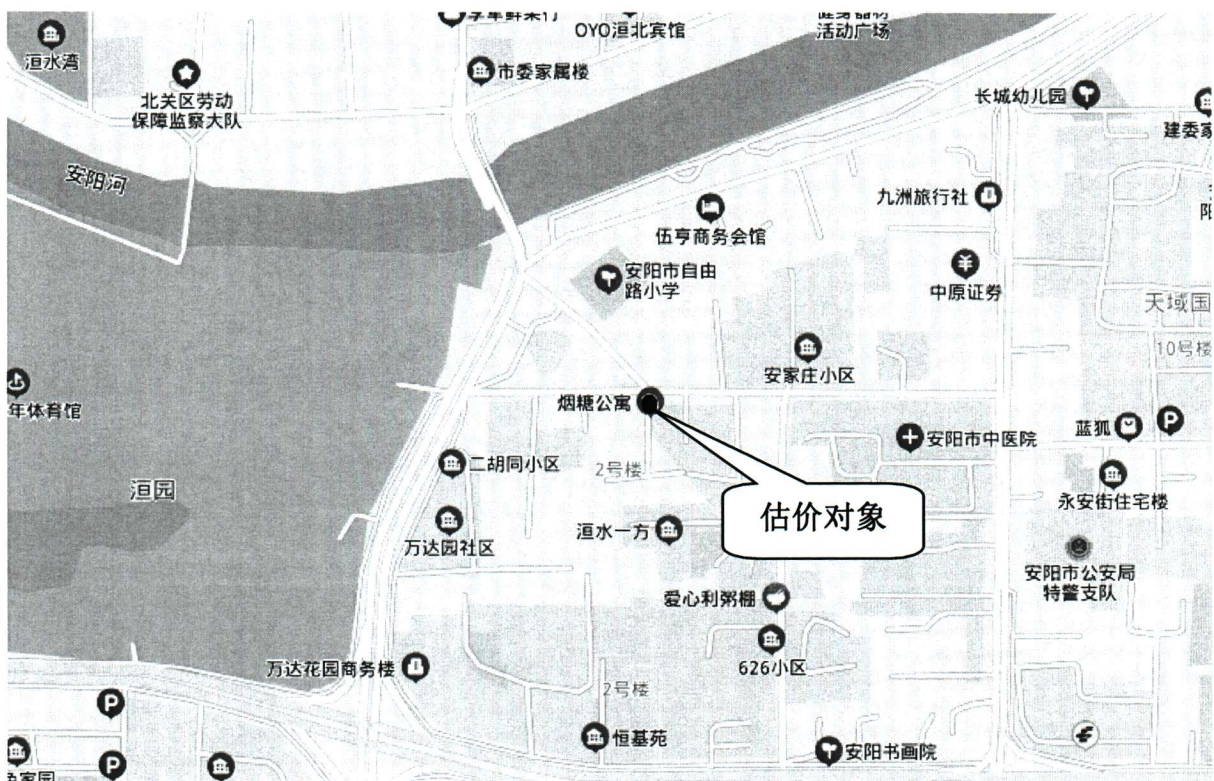 OYO洹北宾馆
活动广场
洹水湾
市委家属楼
北关区劳动
保障监察大队
长城幼儿园
安阳河
九洲旅行社
伍亨商务会馆
安阳市自由
路小学
中原证券
天域国
10号楼
安家庄小区
年体育馆
烟糖公寓
蓝狐
P
安阳市中医院
二胡同小区
2号楼
洹园
永安街住宅楼
估价对象
洹水一方
万达园社区
安阳市公安局
特警支队
爱心利粥棚
626小区
万达花园商务楼
2号楼
P
恒基苑
安阳书画院
P